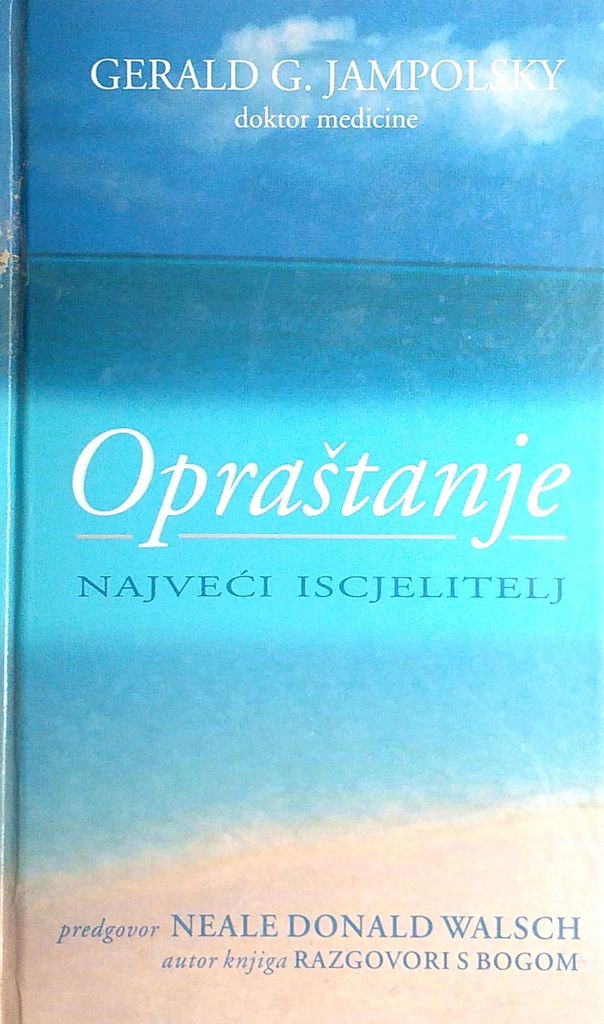 GERALD G. JAMPOLSKY
doktor medicine
Opraštanje
NAJVEĆI ISCJELITELJ
predgovor NEALE DONALD WALSCH
autor knjiga RAZGOVORI S BOGOM